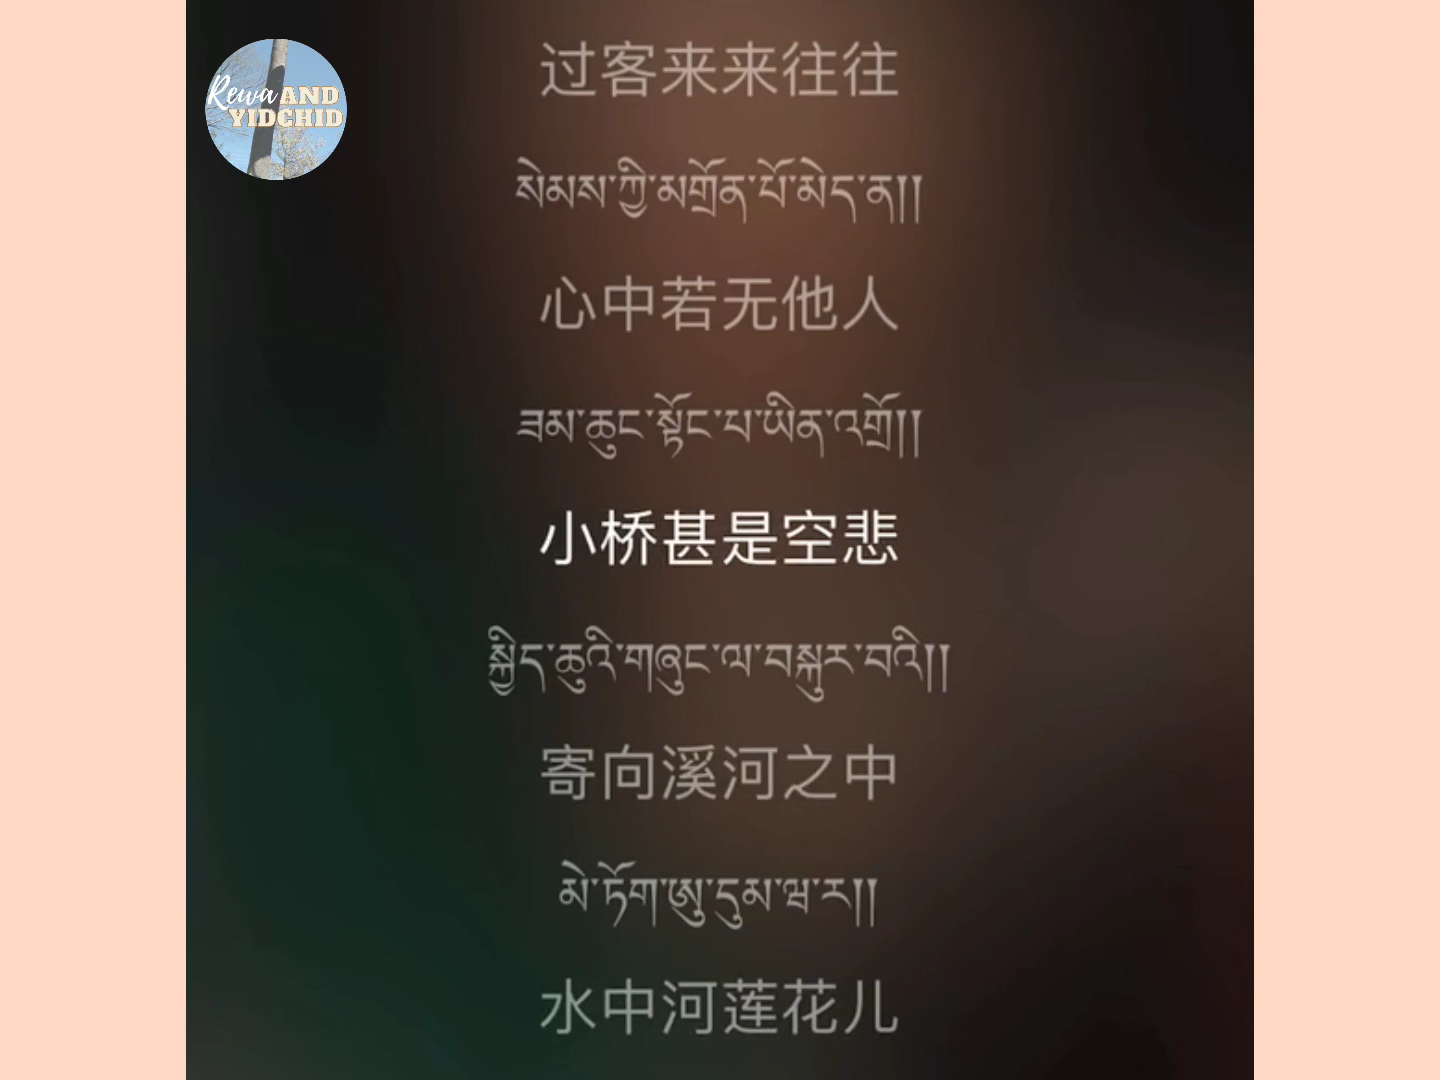 Rewa AND
YIDCHID
过客来来往往
སེམས་ཀྱི་མགྲོན་པོ་མེད་ན།།
心中若无他人
ཟམ་ཆུང་སྟོང་པ་ཡིན་འགྲོ།།
小桥甚是空悲
སྐྱིད་ཆུའི་གཞུང་ལ་བསྐུར་བའི།།
寄向溪河之中
མེ་ཏོག་ཨུ་དུམ་ཝ་ར།།
水中河莲花儿